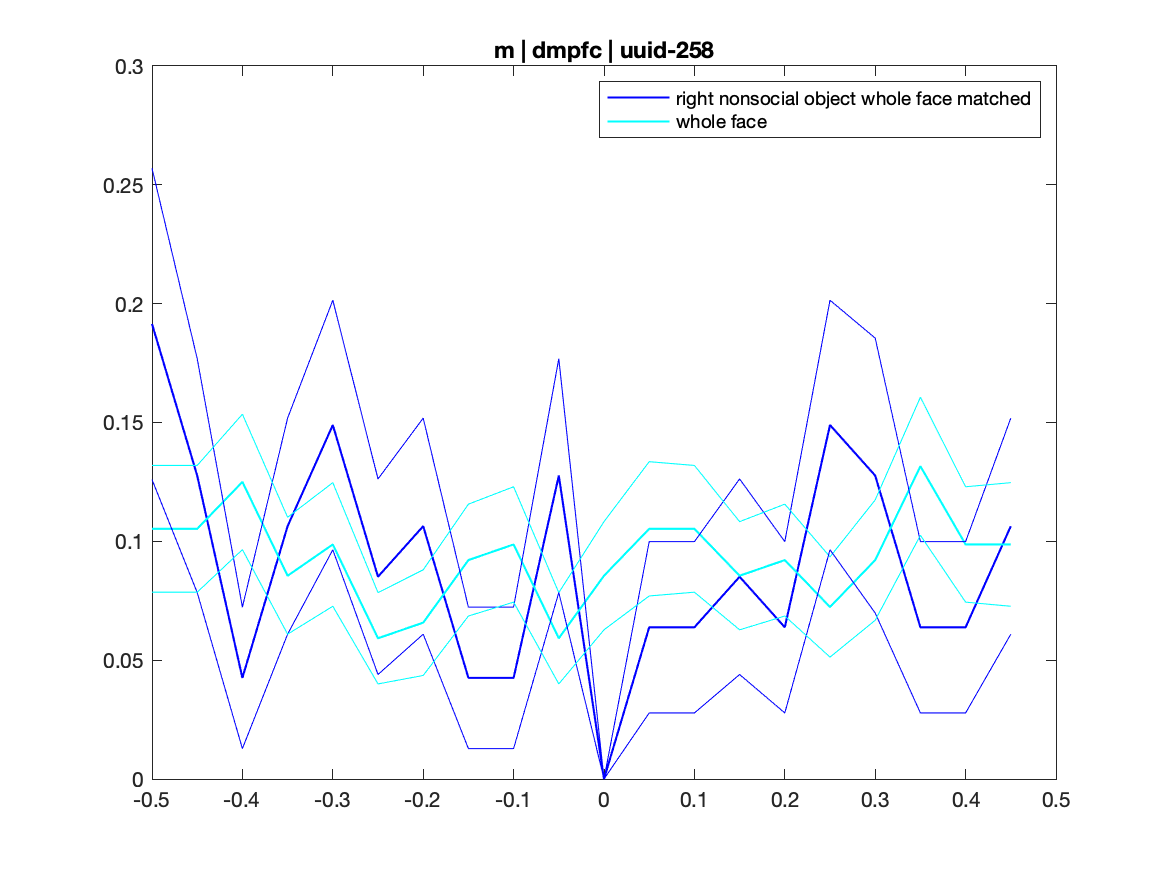 m | dmpfc | uuid-258
right nonsocial object whole face matched
whole face
0.3
0.25
0.2
0.15
0.1
0.05
0
-0.5 -0.4 -0.3 -0.2 -0.1 0 0.1 0.2 0.3 0.4 0.5